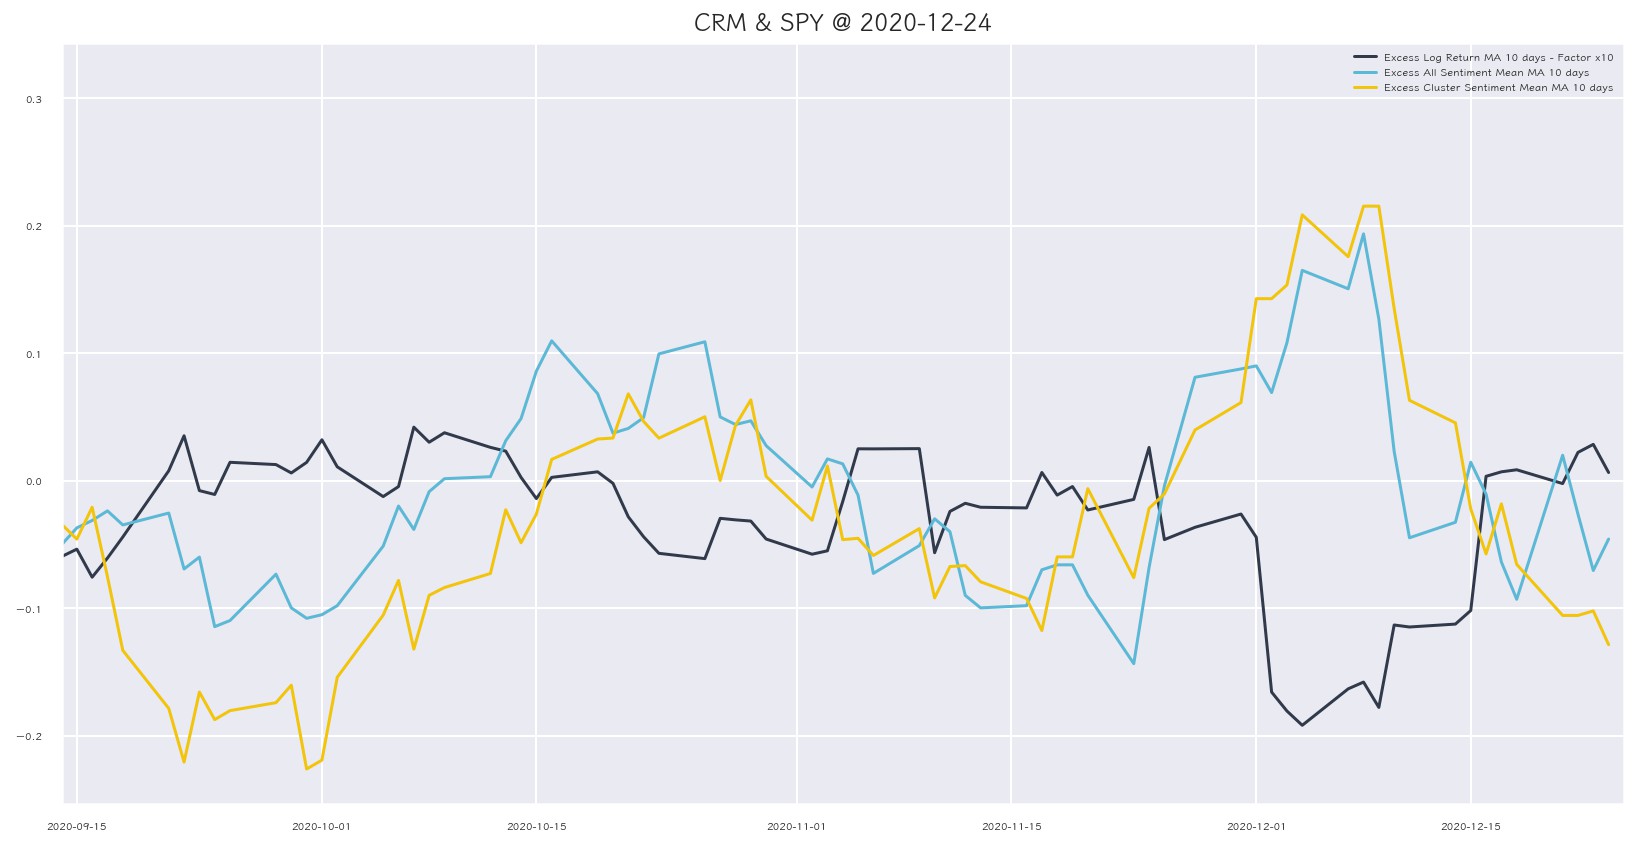 CRM & SPY @ 2020-12-24
Excess Log Return MA 10 days - Factor x10
Excess All Sentiment Mean MA 10 days
Excess Cluster Sentiment Mean MA 10 days
0.3
0.2
0.1
0.0
−0.1
−0.2
2020-09-15 2020-10-01 2020-10-15 2020-11-01 2020-11-15 2020-12-01 2020-12-15